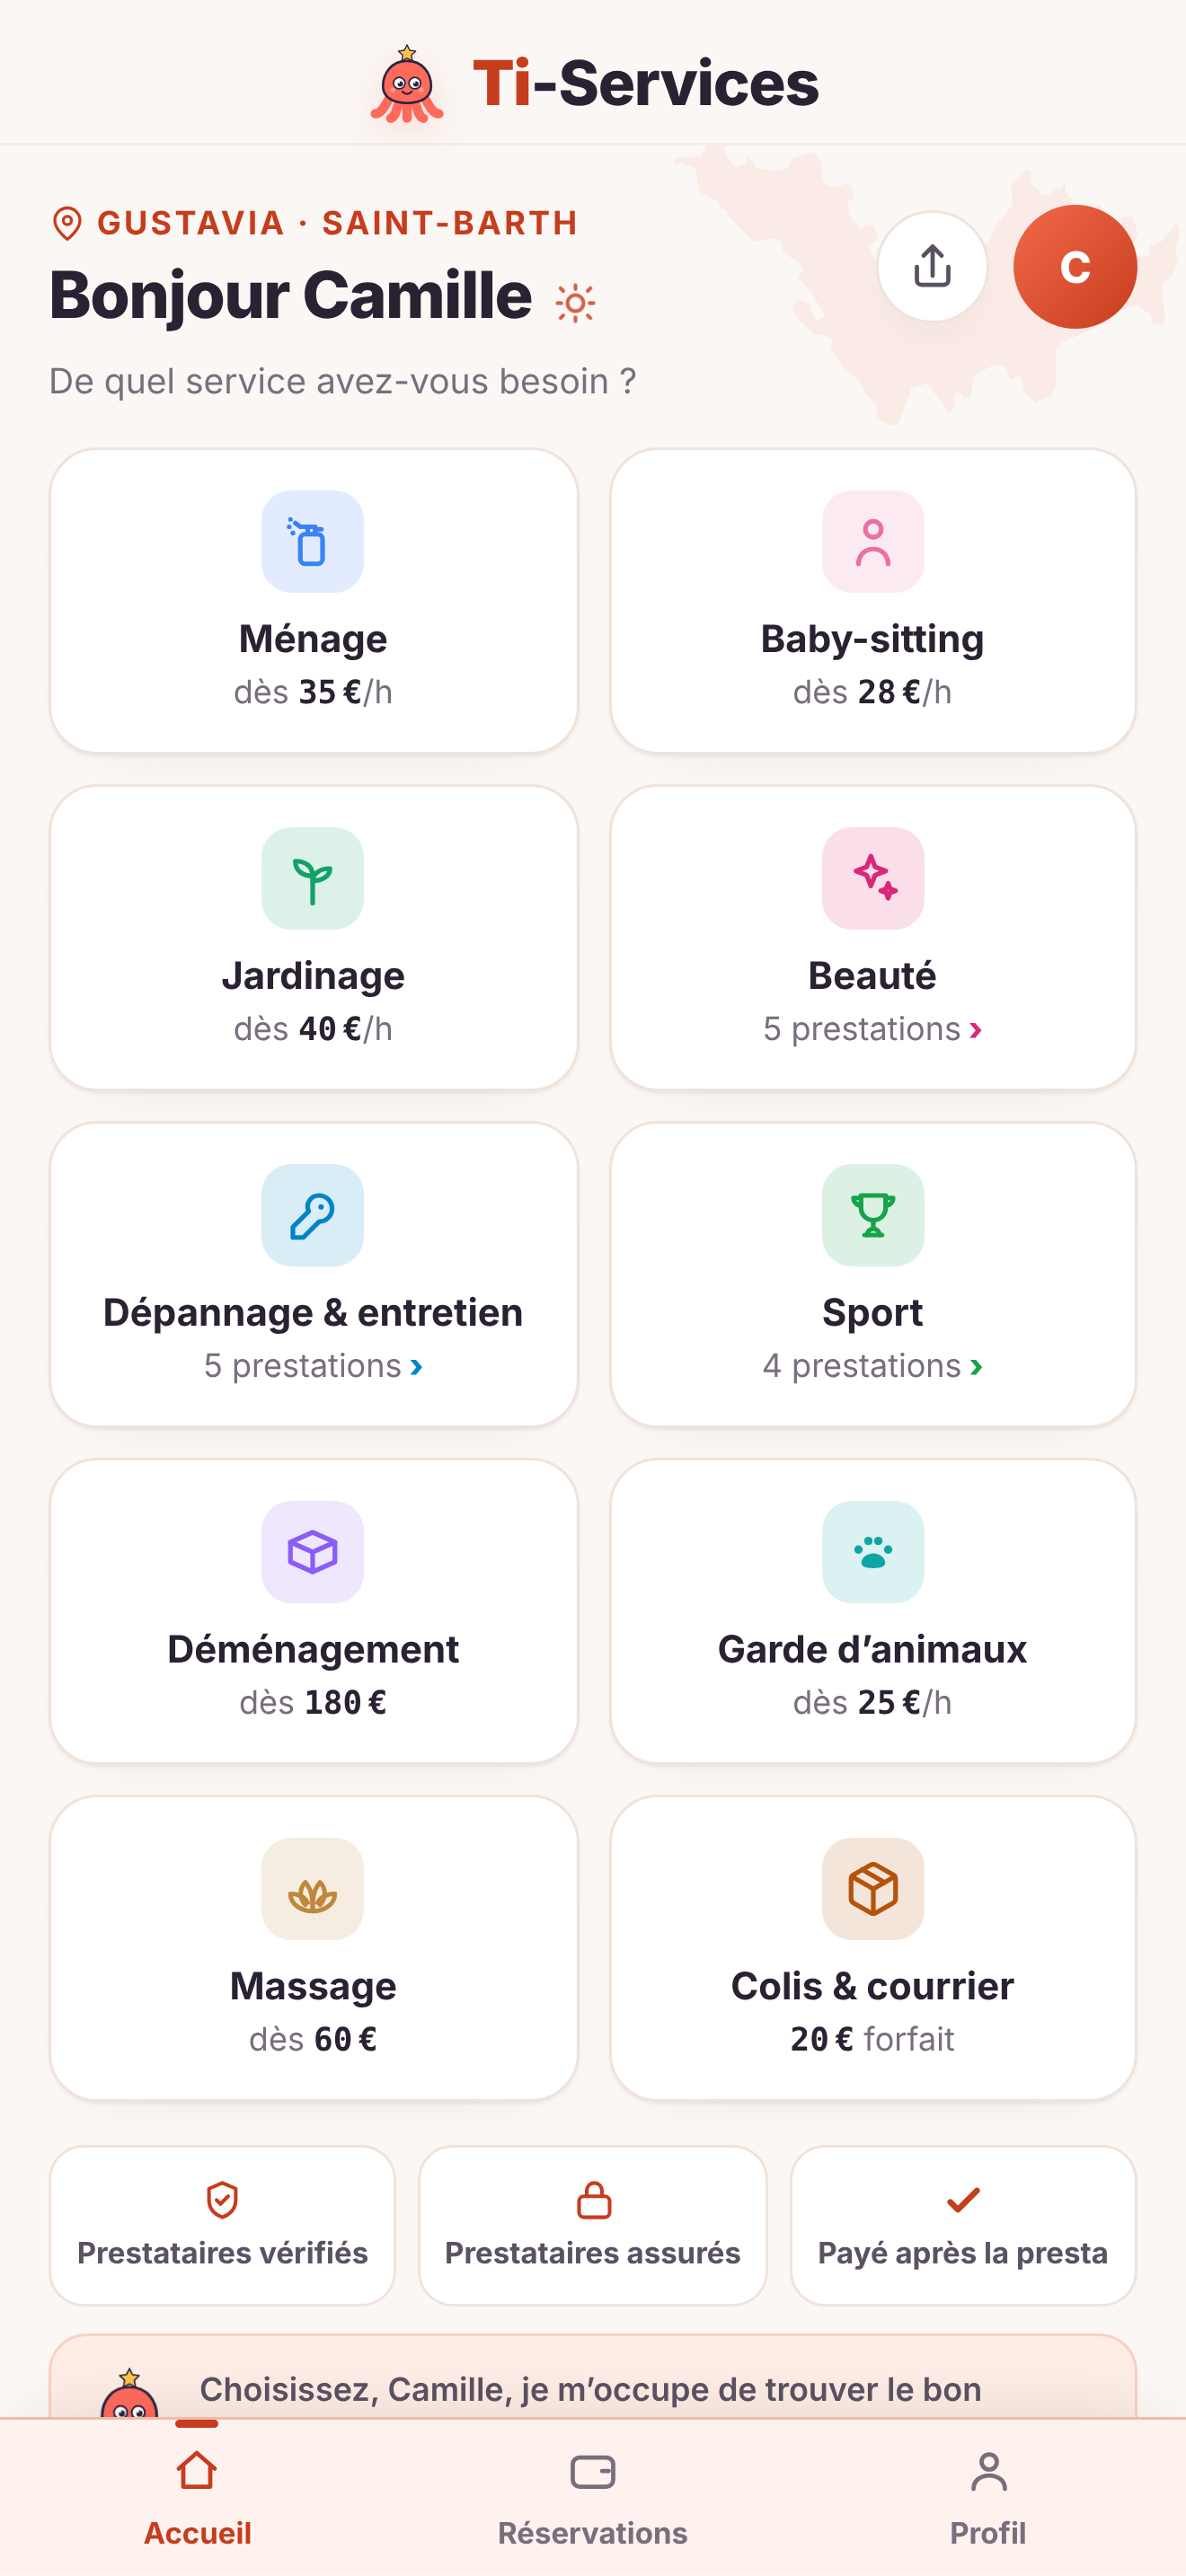 Ti-Services
GUSTAVIA · SAINT-BARTH
Bonjour Camille
C
De quel service avez-vous besoin ?
Ménage
dès 35 €/h
Baby-sitting
dès 28 €/h
Jardinage
dès 40 €/h
Beauté
5 prestations ›
Dépannage & entretien
5 prestations ›
Sport
4 prestations ›
Déménagement
dès 180 €
Garde d’animaux
dès 25 €/h
Massage
dès 60 €
Colis & courrier
20 € forfait
Prestataires vérifiés
Prestataires assurés
Payé après la presta
Choisissez, Camille, je m’occupe de trouver le bon
Accueil
Réservations
Profil